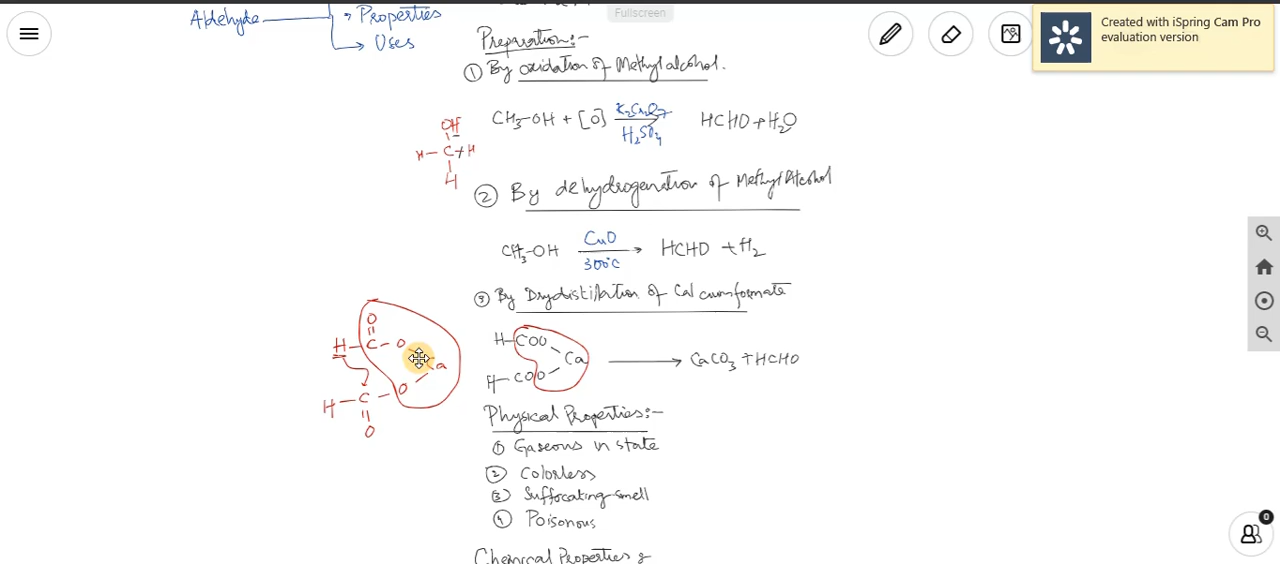 Fullscreen
Created with iSpring Cam Pro
evaluation version
Aldehyde
Properties
Uses
Preparation:-
① By oxidation of Methyl alcohol.
CH3-OH + [O] K2Cr2O7 H2SO4 HCHO + H2O
OH
H - C + H
H
② By dehydrogenation of Methyl Alcohol
CH3-OH CuO 300°C HCHO + H2
③ By Dry distillation of Calciumformate
O
H - C - O
Ca
H - C - O
O
H-COO
Ca
H-COO
CaCO3 + HCHO
Physical Properties:-
① Gaseous in state
② Colorless
③ Suffocating smell
④ Poisonous
Chemical Properties
0